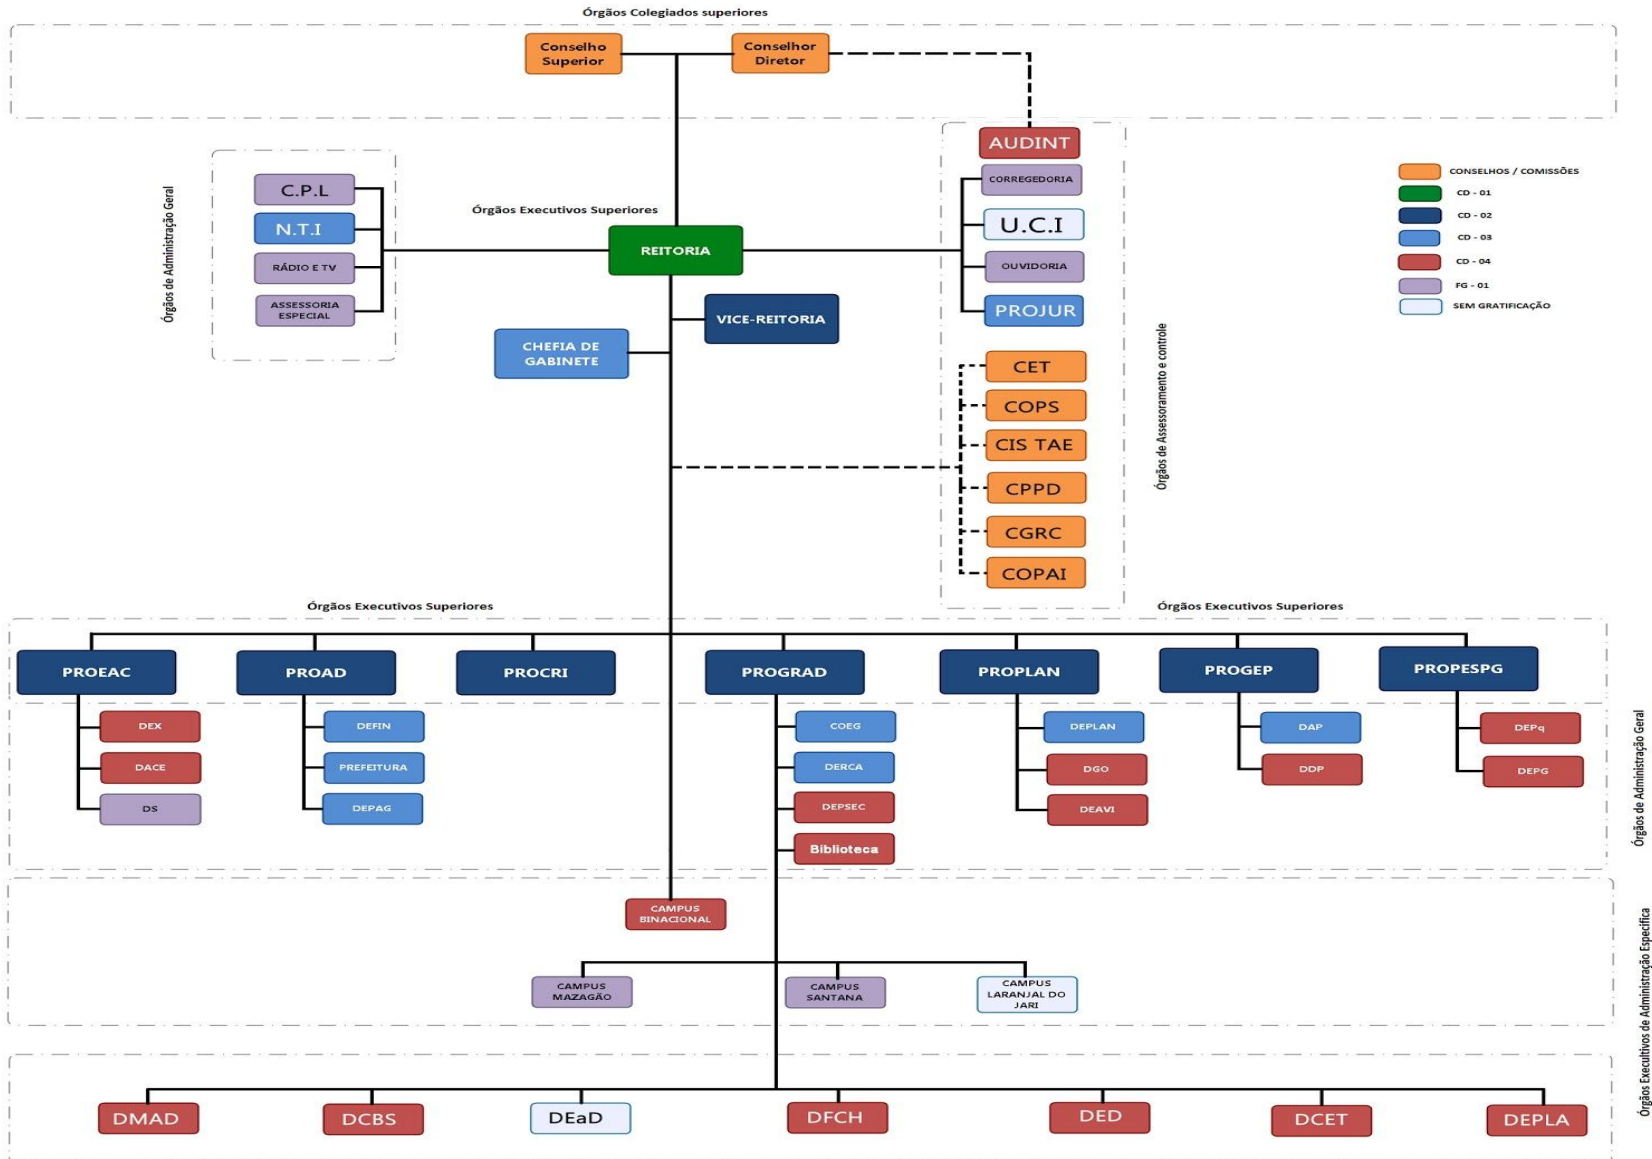 Órgãos Colegiados superiores
Conselho
Superior
Conselhor
Diretor
AUDINT
Órgãos de Administração Geral
C.P.L
N.T.I
RÁDIO E TV
ASSESSORIA
ESPECIAL
Órgãos Executivos Superiores
REITORIA
VICE-REITORIA
CHEFIA DE
GABINETE
CORREGEDORIA
U.C.I
OUVIDORIA
PROJUR
CET
COPS
CIS TAE
CPPD
CGRC
COPAI
Órgãos de Assessoramento e controle
CONSELHOS / COMISSÕES
CD - 01
CD - 02
CD - 03
CD - 04
FG - 01
SEM GRATIFICAÇÃO
Órgãos Executivos Superiores
Órgãos Executivos Superiores
PROEAC
PROAD
PROCRI
PROGRAD
PROPLAN
PROGEP
PROPESPG
DEX
DACE
DS
DEFIN
PREFEITURA
DEPAG
COEG
DERCA
DEPSEC
Biblioteca
DEPLAN
DGO
DEAVI
DAP
DDP
DEPq
DEPG
Órgãos de Administração Geral
CAMPUS
BINACIONAL
CAMPUS
MAZAGÃO
CAMPUS
SANTANA
CAMPUS
LARANJAL DO
JARI
Órgãos Execultivos de Administração Específica
DMAD
DCBS
DEaD
DFCH
DED
DCET
DEPLA